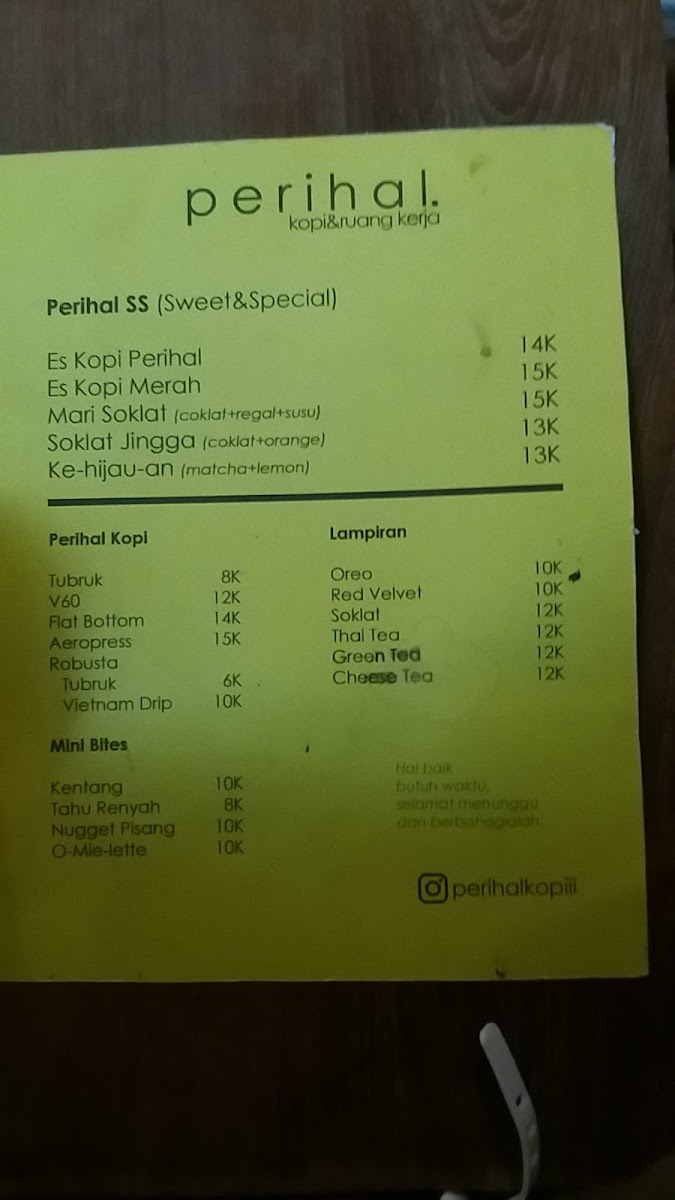 perihal.
kopi&ruang kerja
Perihal SS (Sweet&Special)
Es Kopi Perihal 14K
Es Kopi Merah 15K
Mari Soklat (coklat+regal+susu) 15K
Soklat Jingga (coklat+orange) 13K
Ke-hijau-an (matcha+lemon) 13K
Perihal Kopi
Tubruk 8K
V60 12K
Flat Bottom 14K
Aeropress 15K
Robusta
Tubruk 6K
Vietnam Drip 10K
Mini Bites
Kentang 10K
Tahu Renyah 8K
Nugget Pisang 10K
O-Mie-lette 10K
Lampiran
Oreo 10K
Red Velvet 10K
Soklat 12K
Thai Tea 12K
Green Tea 12K
Cheese Tea 12K
Hal baik
butuh waktu,
selamat menunggu
dan berbahagialah.
perihalkopiii